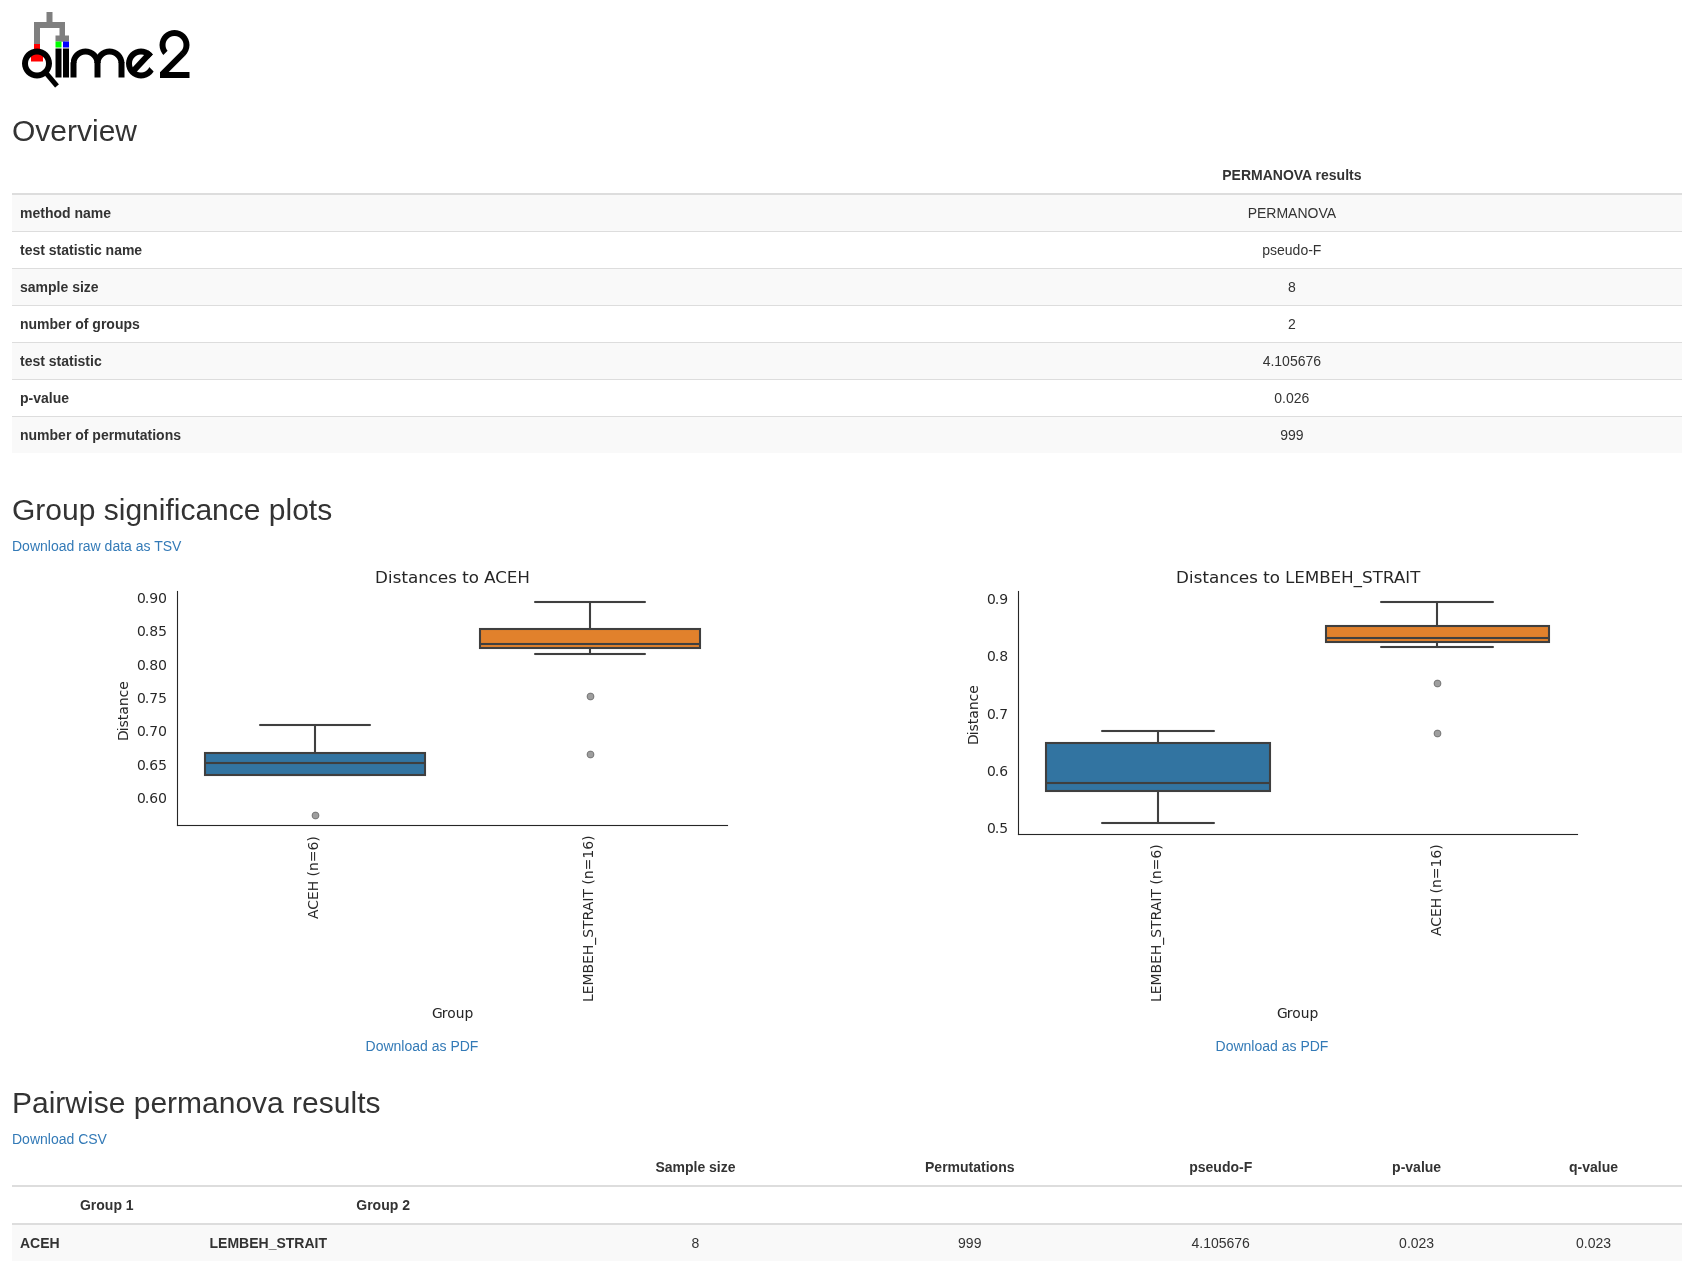 qiime2
Overview
PERMANOVA results
method name PERMANOVA
test statistic name pseudo-F
sample size 8
number of groups 2
test statistic 4.105676
p-value 0.026
number of permutations 999
Group significance plots
Download raw data as TSV
Distances to ACEH
0.90
0.85
0.80
0.75
0.70
0.65
0.60
Distance
ACEH (n=6)
LEMBEH_STRAIT (n=16)
Group
Download as PDF
Distances to LEMBEH_STRAIT
0.9
0.8
0.7
0.6
0.5
Distance
LEMBEH_STRAIT (n=6)
ACEH (n=16)
Group
Download as PDF
Pairwise permanova results
Download CSV
Sample size Permutations pseudo-F p-value q-value
Group 1 Group 2
ACEH LEMBEH_STRAIT 8 999 4.105676 0.023 0.023